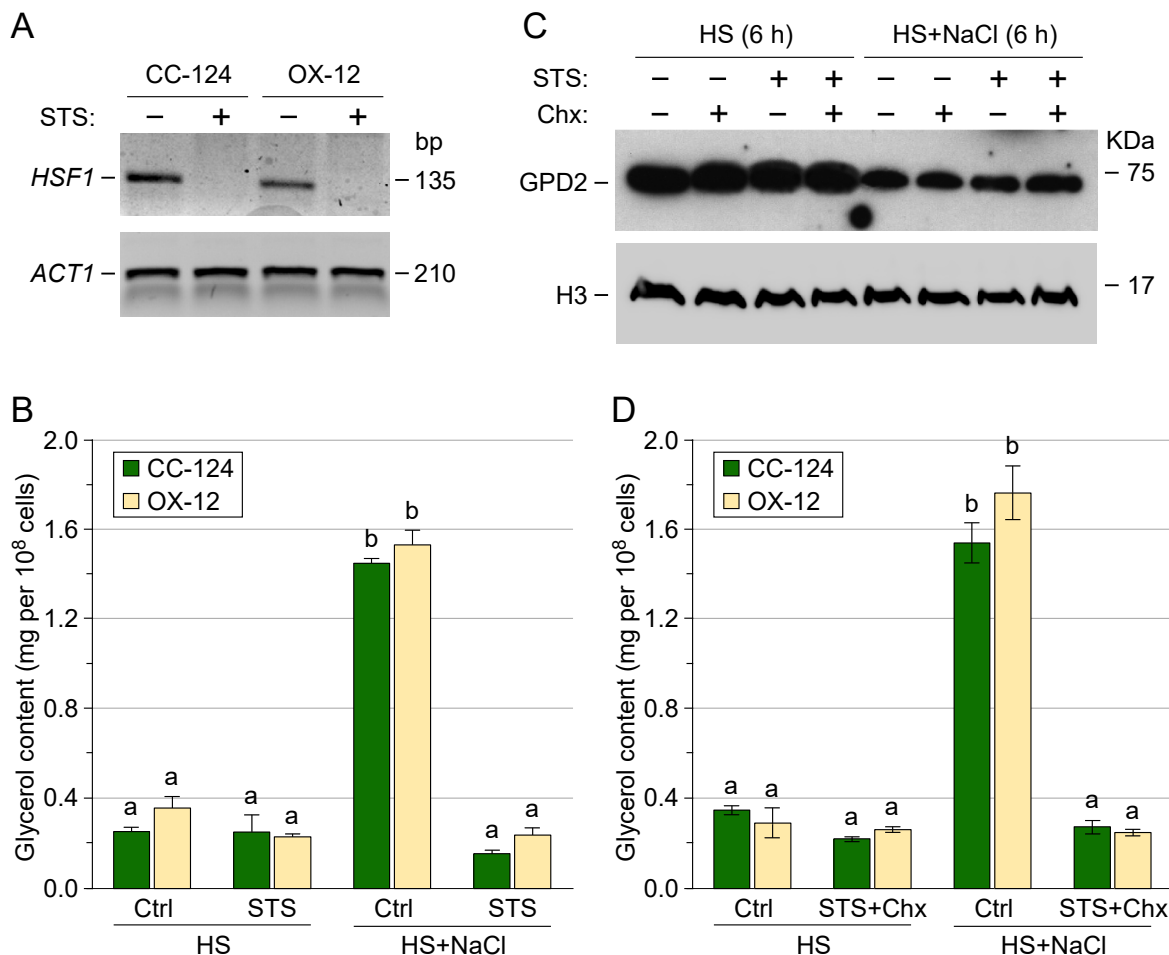 A
CC-124 OX-12
STS: – + – +
bp
HSF1 – – 135
ACT1 – – 210
C
HS (6 h) HS+NaCl (6 h)
STS: – – + + – – + +
Chx: – + – + – + – +
KDa
GPD2 – – 75
H3 – – 17
B
Glycerol content (mg per 10⁸ cells)
2.0
1.6
1.2
0.8
0.4
0.0
CC-124
OX-12
a a a a b b a a
Ctrl STS Ctrl STS
HS HS+NaCl
D
Glycerol content (mg per 10⁸ cells)
2.0
1.6
1.2
0.8
0.4
0.0
CC-124
OX-12
a a a a b b a a
Ctrl STS+Chx Ctrl STS+Chx
HS HS+NaCl